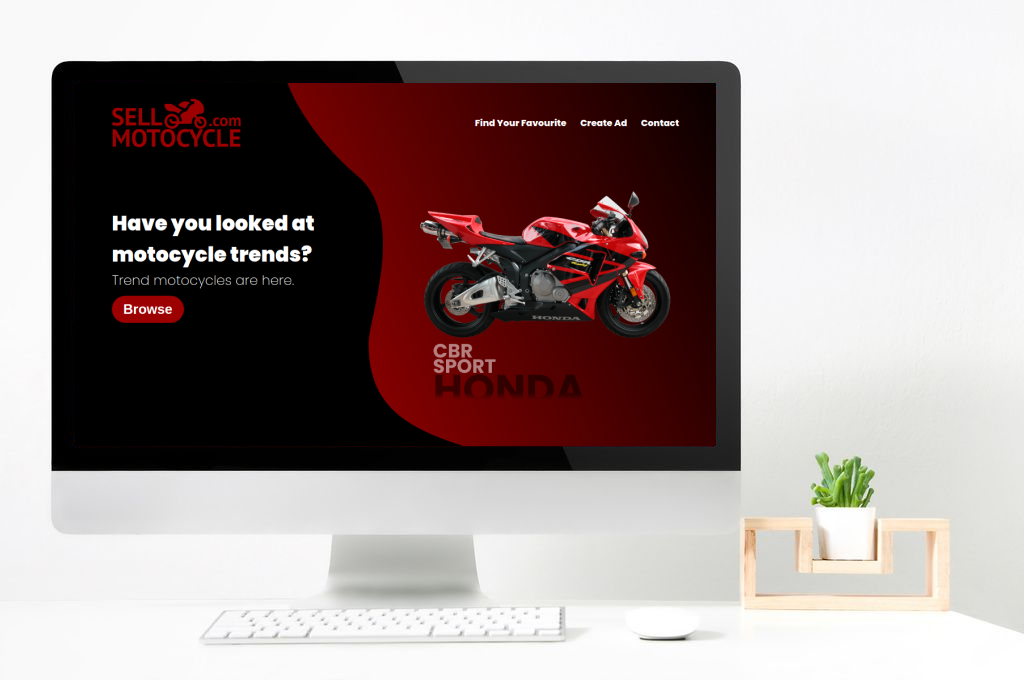 SELL .com
MOTOCYCLE
Find Your Favourite Create Ad Contact
Have you looked at
motocycle trends?
Trend motocycles are here.
Browse
HONDA
CBR
SPORT
HONDA